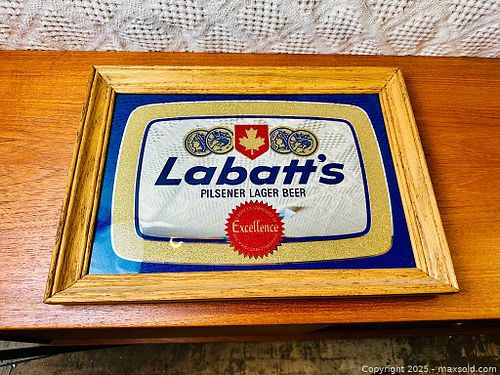 Labatt's
PILSENER LAGER BEER
Excellence
Copyright 2025 - maxsold.com